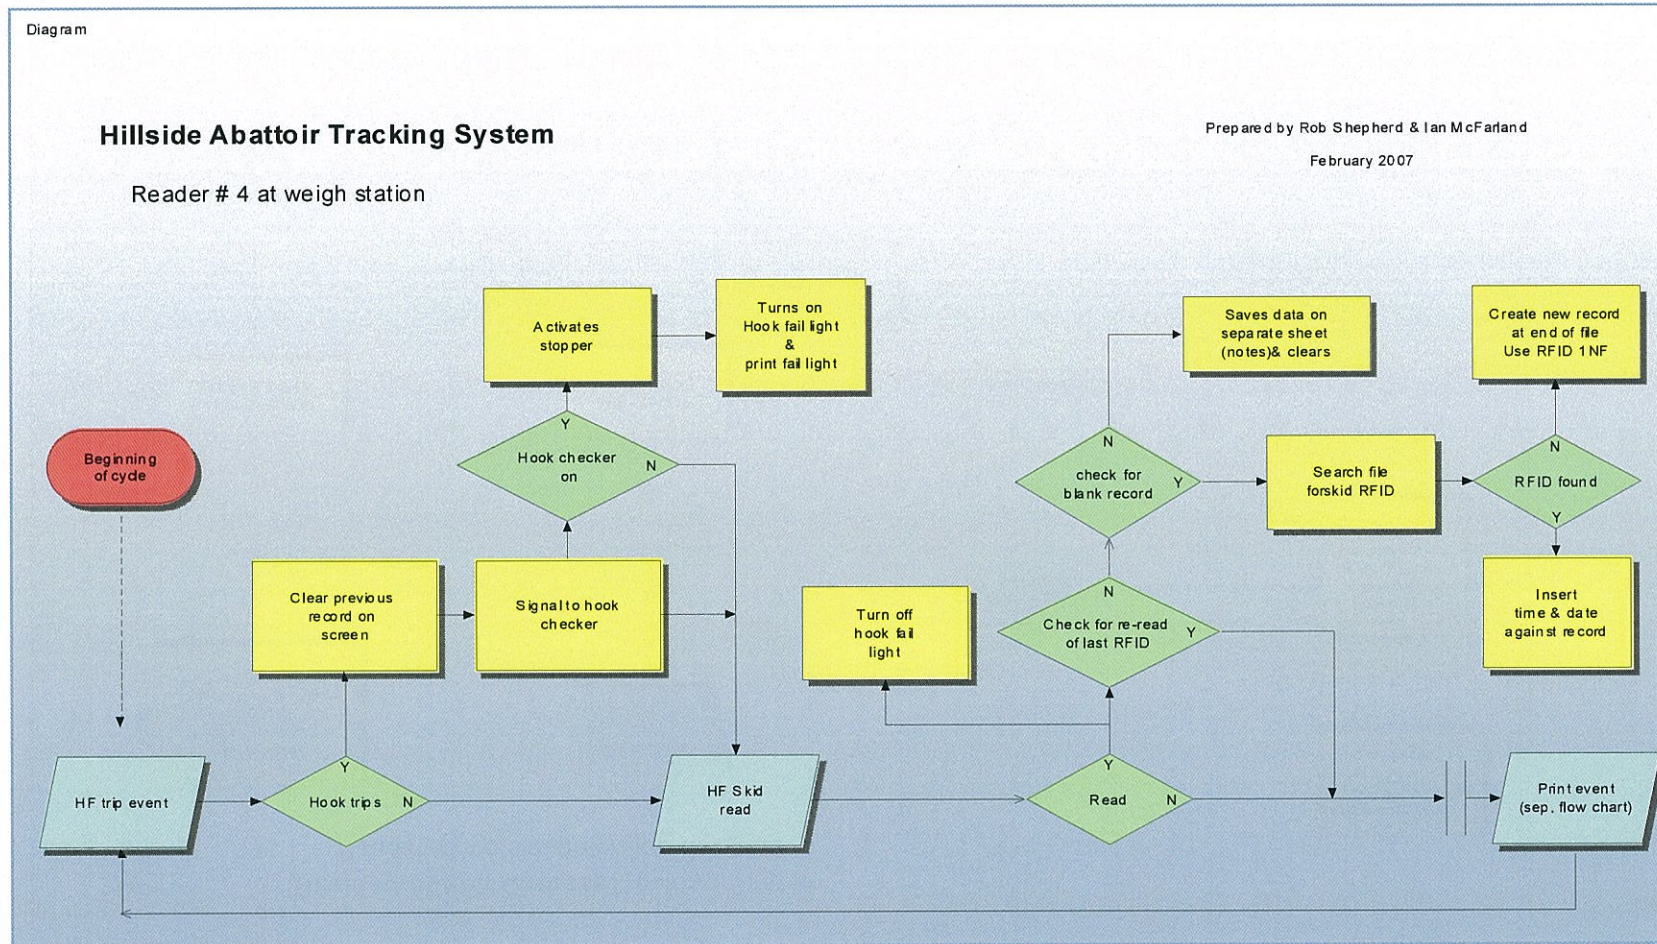 Diagram
Hillside Abattoir Tracking System
Reader # 4 at weigh station
Prepared by Rob Shepherd & Ian McFarland
February 2007
Beginning
of cycle
HF trip event
Hook trips
Y
N
Clear previous
record on
screen
Signal to hook
checker
Hook checker
on
Y
N
Activates
stopper
Turns on
Hook fail light
&
print fail light
HF Skid
read
Read
Y
N
Turn off
hook fail
light
Check for re-read
of last RFID
N
Y
check for
blank record
N
Y
Saves data on
separate sheet
(notes)& clears
Search file
forskid RFID
RFID found
N
Y
Create new record
at end of file
Use RFID 1NF
Insert
time & date
against record
Print event
(sep. flow chart)